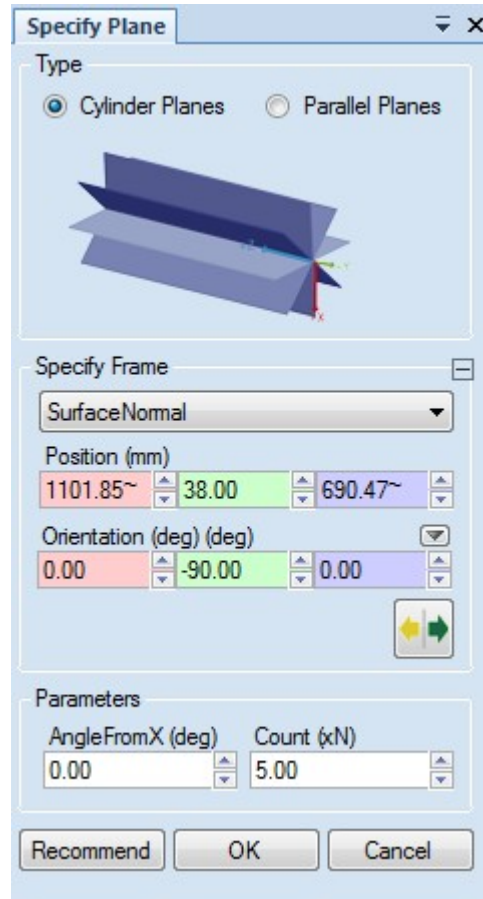 Specify Plane
Type
Cylinder Planes Parallel Planes
Specify Frame
SurfaceNormal
Position (mm)
1101.85~ 38.00 690.47~
Orientation (deg) (deg)
0.00 -90.00 0.00
Parameters
AngleFromX (deg) Count (xN)
0.00 5.00
Recommend OK Cancel